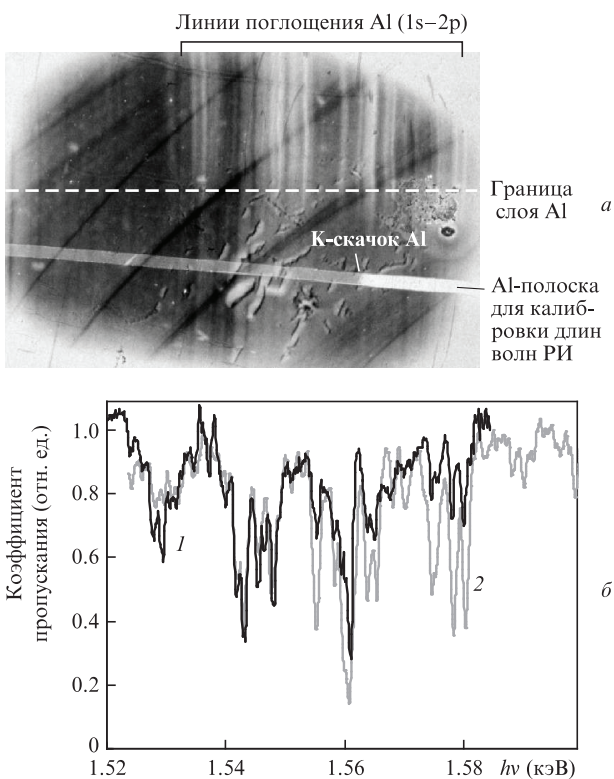 Линии поглощения Al (1s–2p)
Граница
слоя Al
а
K-скачок Al
Al-полоска
для калиб-
ровки длин
волн РИ
Коэффициент
пропускания (отн. ед.)
1.0
0.8
0.6
0.4
0.2
0
1
2
б
1.52
1.54
1.56
1.58
hν (кэВ)